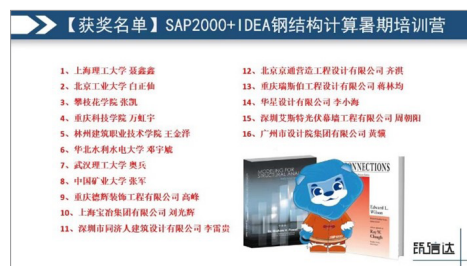 【获奖名单】SAP2000+IDEA钢结构计算暑期培训营
1、上海理工大学 聂鑫鑫
2、北京工业大学 白正仙
3、攀枝花学院 张凯
4、重庆科技学院 万虹宇
5、林州建筑职业技术学院 王金泽
6、华北水利水电大学 邓宇斌
7、武汉理工大学 奥兵
8、中国矿业大学 张军
9、重庆德辉装饰工程有限公司 高峰
10、上海宝冶集团有限公司 刘光辉
11、深圳市同济人建筑设计有限公司 李雷贵
12、北京京通营造工程设计有限公司 齐淇
13、重庆瑞斯伯工程设计有限公司 蒋林均
14、华星设计有限公司 李小海
15、深圳艾斯特光伏幕墙工程有限公司 周朝阳
16、广州市设计院集团有限公司 黄骥
CONNECTIONS
Edward L.
Wilson
筑信达